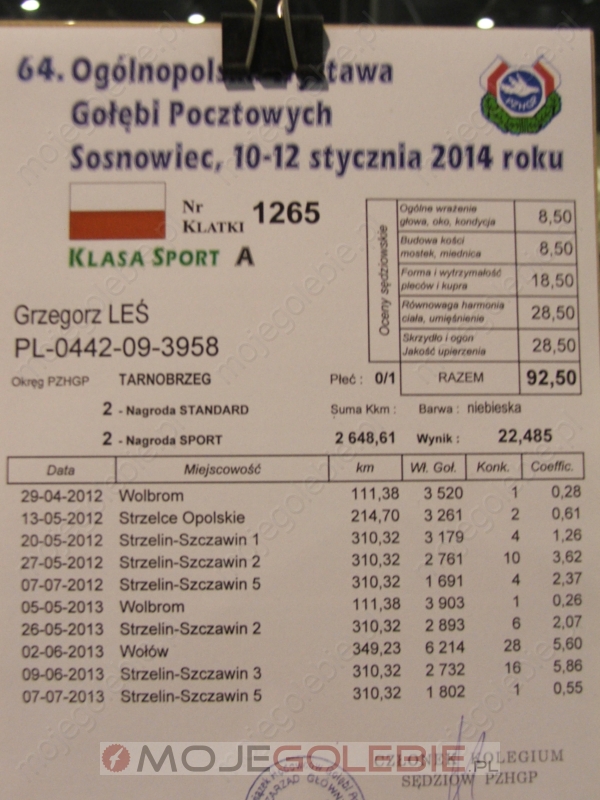 64. Ogólnopolska Wystawa
Gołębi Pocztowych
Sosnowiec, 10-12 stycznia 2014 roku
PZHGP
Nr KLATKI 1265
KLASA SPORT A
Grzegorz LEŚ
PL-0442-09-3958
Oceny sędziowskie
Ogólne wrażenie głowa, oko, kondycja 8,50
Budowa kości mostek, miednica 8,50
Forma i wytrzymałość pleców i kupra 18,50
Równowaga harmonia ciała, umięśnienie 28,50
Skrzydło i ogon Jakość upierzenia 28,50
Okręg PZHGP TARNOBRZEG Płeć : 0/1 RAZEM 92,50
2 - Nagroda STANDARD Suma Kkm : Barwa : niebieska
2 - Nagroda SPORT 2 648,61 Wynik : 22,485
Data Miejscowość km Wł. Goł. Konk. Coeffic.
29-04-2012 Wolbrom 111,38 3 520 1 0,28
13-05-2012 Strzelce Opolskie 214,70 3 261 2 0,61
20-05-2012 Strzelin-Szczawin 1 310,32 3 179 4 1,26
27-05-2012 Strzelin-Szczawin 2 310,32 2 761 10 3,62
07-07-2012 Strzelin-Szczawin 5 310,32 1 691 4 2,37
05-05-2013 Wolbrom 111,38 3 903 1 0,26
26-05-2013 Strzelin-Szczawin 2 310,32 2 893 6 2,07
02-06-2013 Wołów 349,23 6 214 28 5,60
09-06-2013 Strzelin-Szczawin 3 310,32 2 732 16 5,86
07-07-2013 Strzelin-Szczawin 5 310,32 1 802 1 0,55
MOJEGOLEBIE.PL
CZŁONEK KOLEGIUM
SĘDZIÓW PZHGP